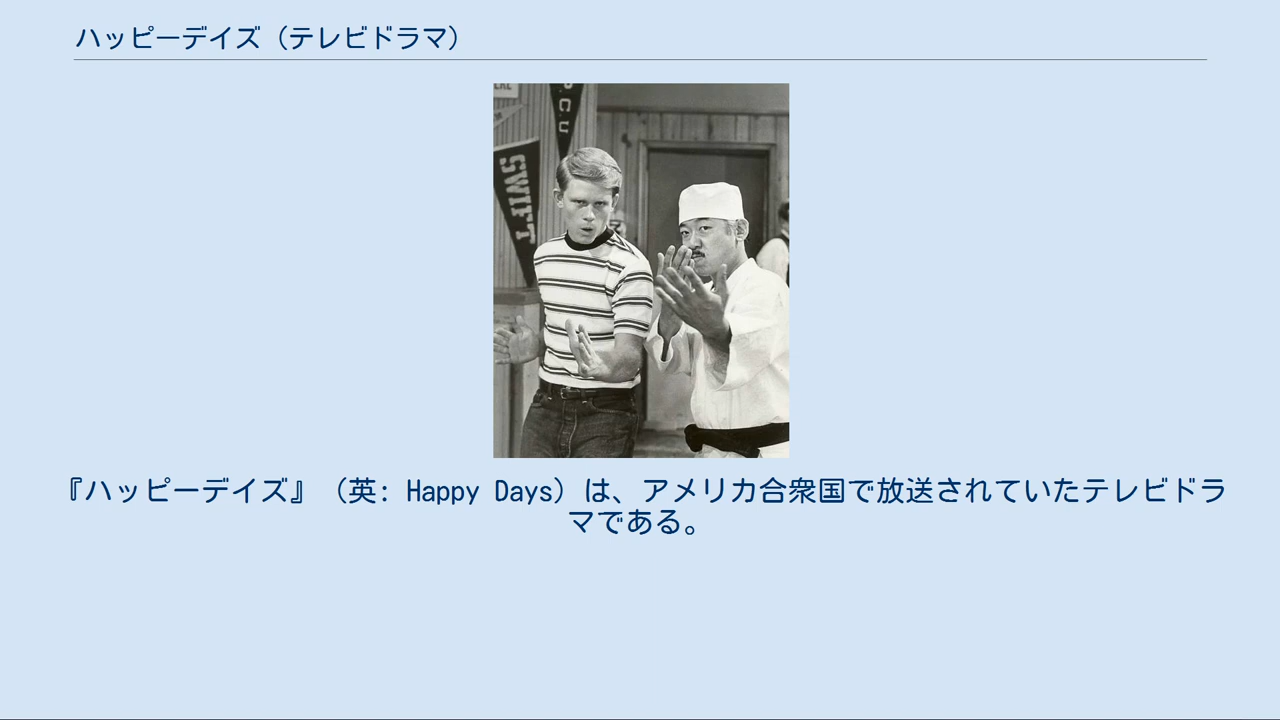 ハッピーデイズ（テレビドラマ）
P.C.U
SWIFT
『ハッピーデイズ』（英: Happy Days）は、アメリカ合衆国で放送されていたテレビドラ
マである。